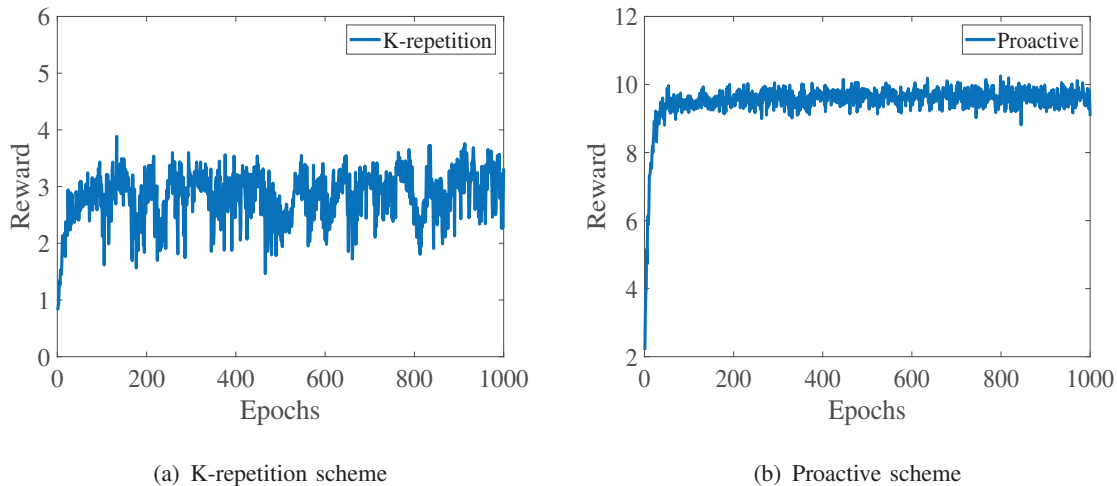 6
5
4
3
2
1
0
Reward
K-repetition
0 200 400 600 800 1000
Epochs
(a) K-repetition scheme
12
10
8
6
4
2
Reward
Proactive
0 200 400 600 800 1000
Epochs
(b) Proactive scheme